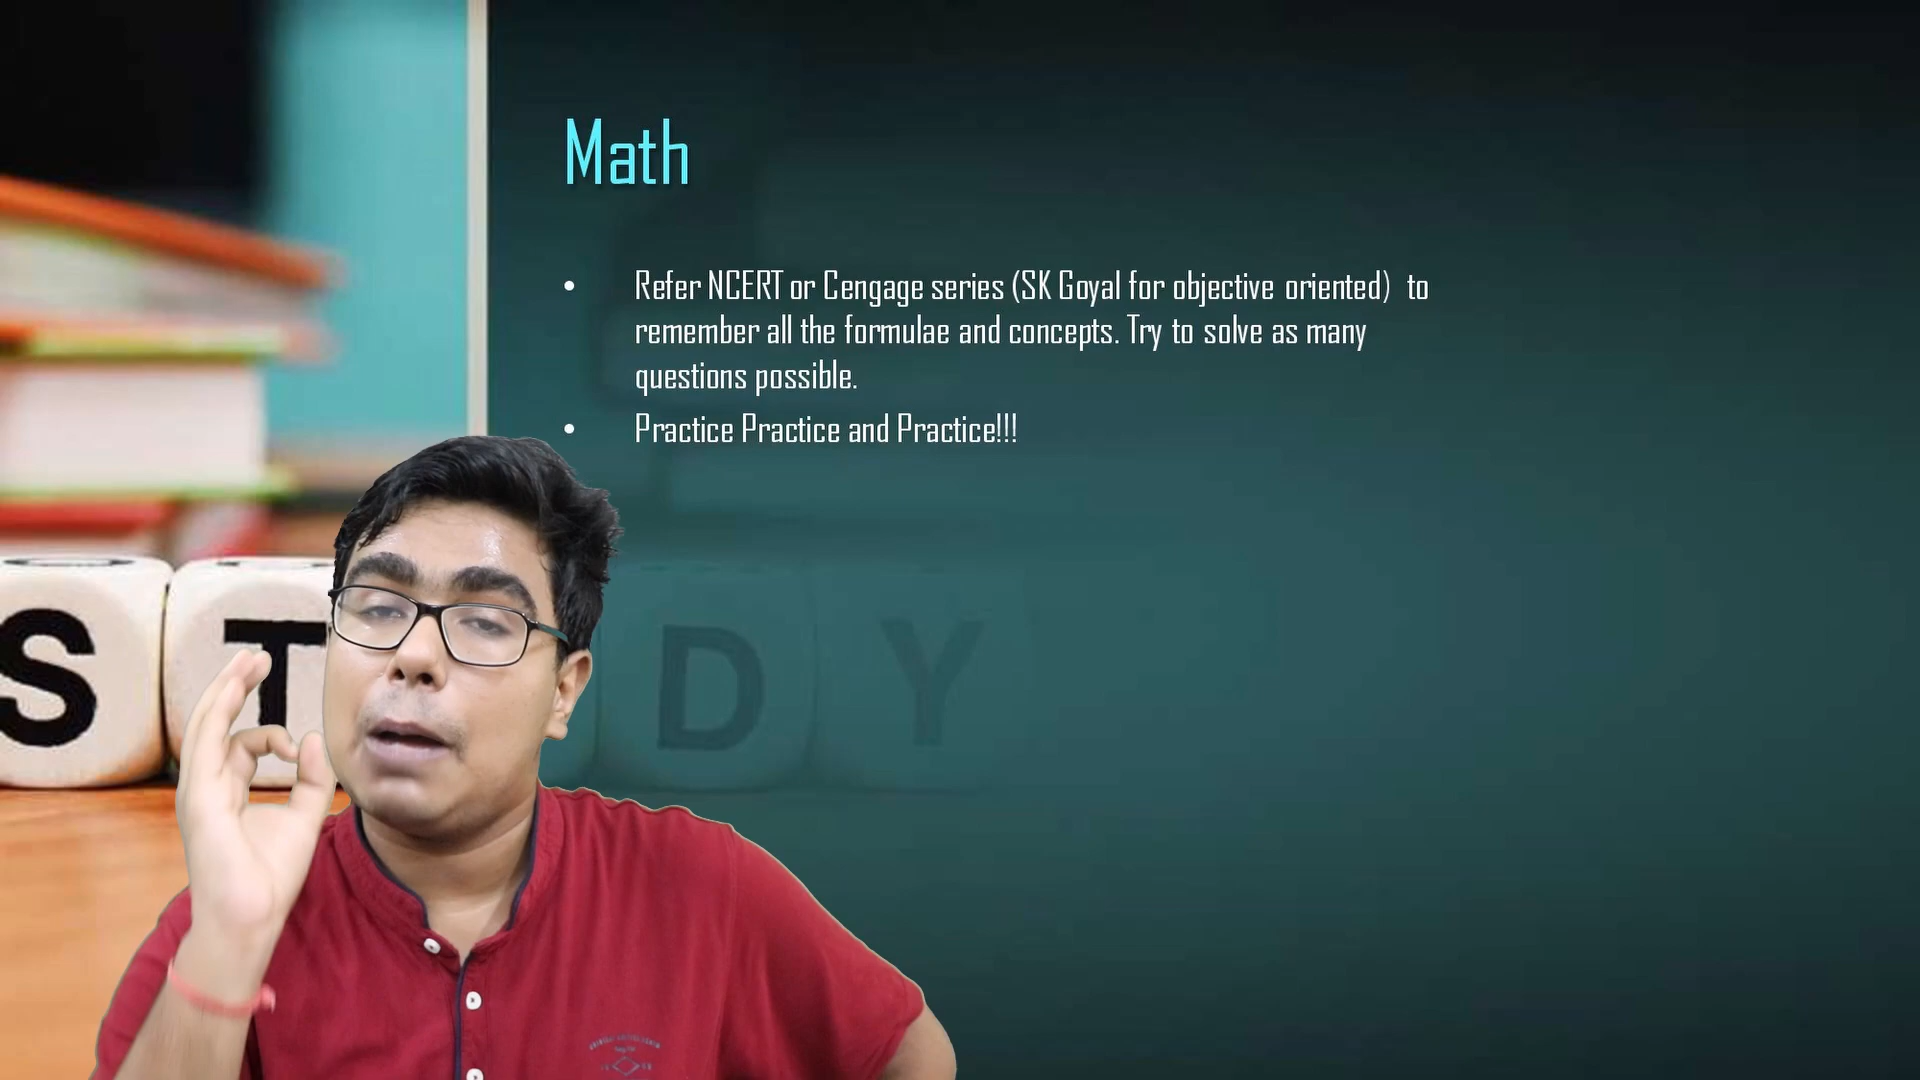 Math
• Refer NCERT or Cengage series (SK Goyal for objective oriented) to
remember all the formulae and concepts. Try to solve as many
questions possible.
• Practice Practice and Practice!!!
S T D Y